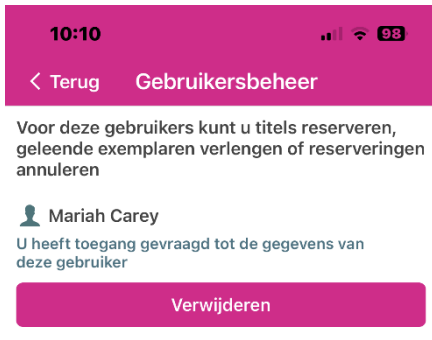 10:10
98
Terug
Gebruikersbeheer
Voor deze gebruikers kunt u titels reserveren,
geleende exemplaren verlengen of reserveringen
annuleren
Mariah Carey
U heeft toegang gevraagd tot de gegevens van
deze gebruiker
Verwijderen